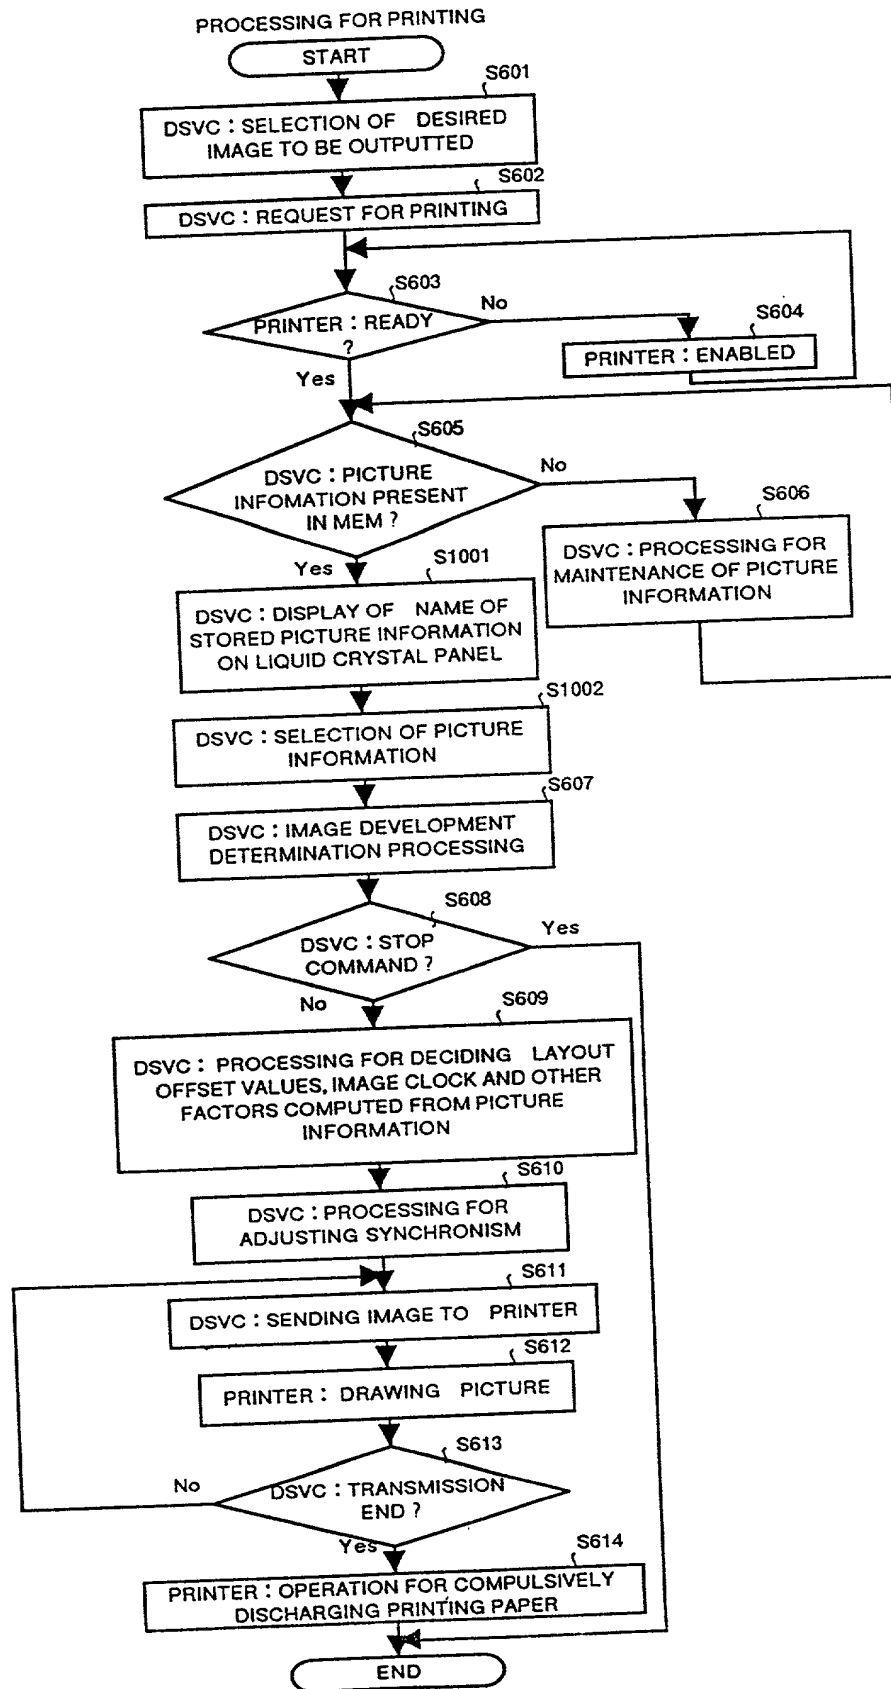 PROCESSING FOR PRINTING
START
S601
DSVC : SELECTION OF DESIRED
IMAGE TO BE OUTPUTTED
S602
DSVC : REQUEST FOR PRINTING
S603
PRINTER : READY
?
No
Yes
S604
PRINTER : ENABLED
S605
DSVC : PICTURE
INFOMATION PRESENT
IN MEM ?
No
Yes
S606
DSVC : PROCESSING FOR
MAINTENANCE OF PICTURE
INFORMATION
S1001
DSVC : DISPLAY OF NAME OF
STORED PICTURE INFORMATION
ON LIQUID CRYSTAL PANEL
S1002
DSVC : SELECTION OF PICTURE
INFORMATION
S607
DSVC : IMAGE DEVELOPMENT
DETERMINATION PROCESSING
S608
DSVC : STOP
COMMAND ?
Yes
No
S609
DSVC : PROCESSING FOR DECIDING LAYOUT
OFFSET VALUES, IMAGE CLOCK AND OTHER
FACTORS COMPUTED FROM PICTURE
INFORMATION
S610
DSVC : PROCESSING FOR
ADJUSTING SYNCHRONISM
S611
DSVC : SENDING IMAGE TO PRINTER
S612
PRINTER : DRAWING PICTURE
S613
DSVC : TRANSMISSION
END ?
No
Yes
S614
PRINTER : OPERATION FOR COMPULSIVELY
DISCHARGING PRINTING PAPER
END